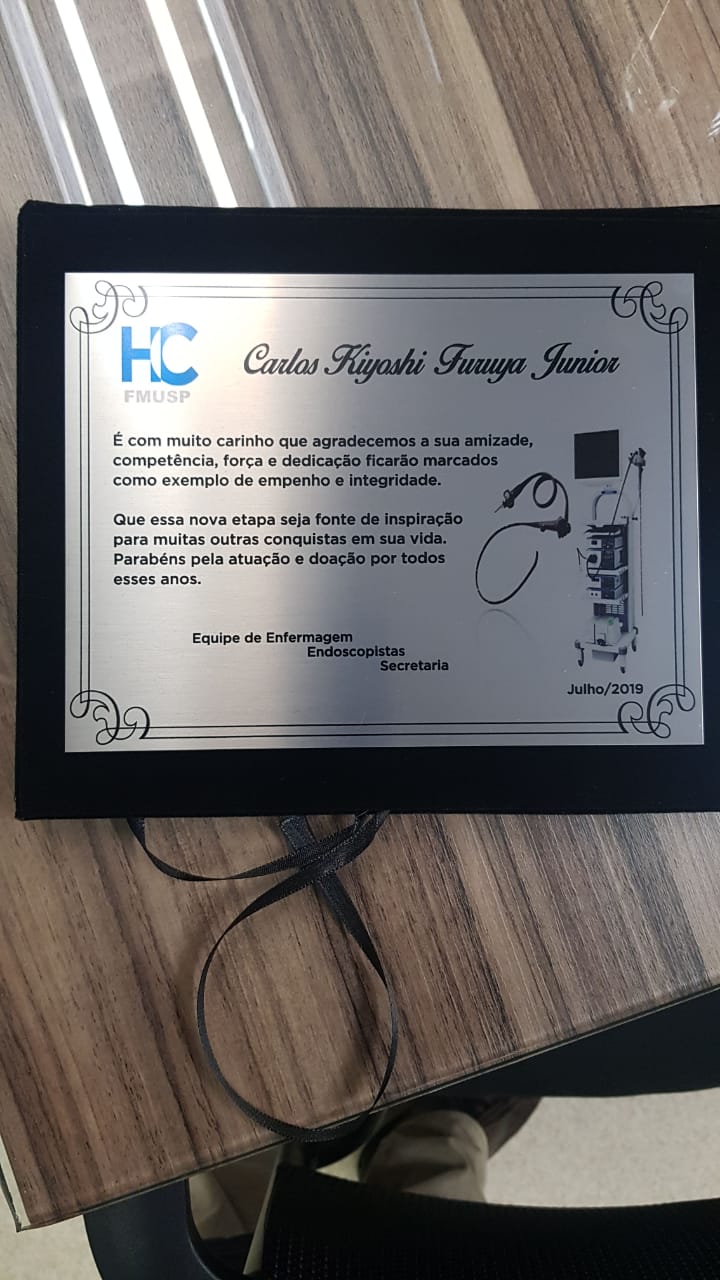 HC
FMUSP
Carlos Kiyoshi Furuya Junior
É com muito carinho que agradecemos a sua amizade,
competência, força e dedicação ficarão marcados
como exemplo de empenho e integridade.
Que essa nova etapa seja fonte de inspiração
para muitas outras conquistas em sua vida.
Parabéns pela atuação e doação por todos
esses anos.
Equipe de Enfermagem
Endoscopistas
Secretaria
Julho/2019